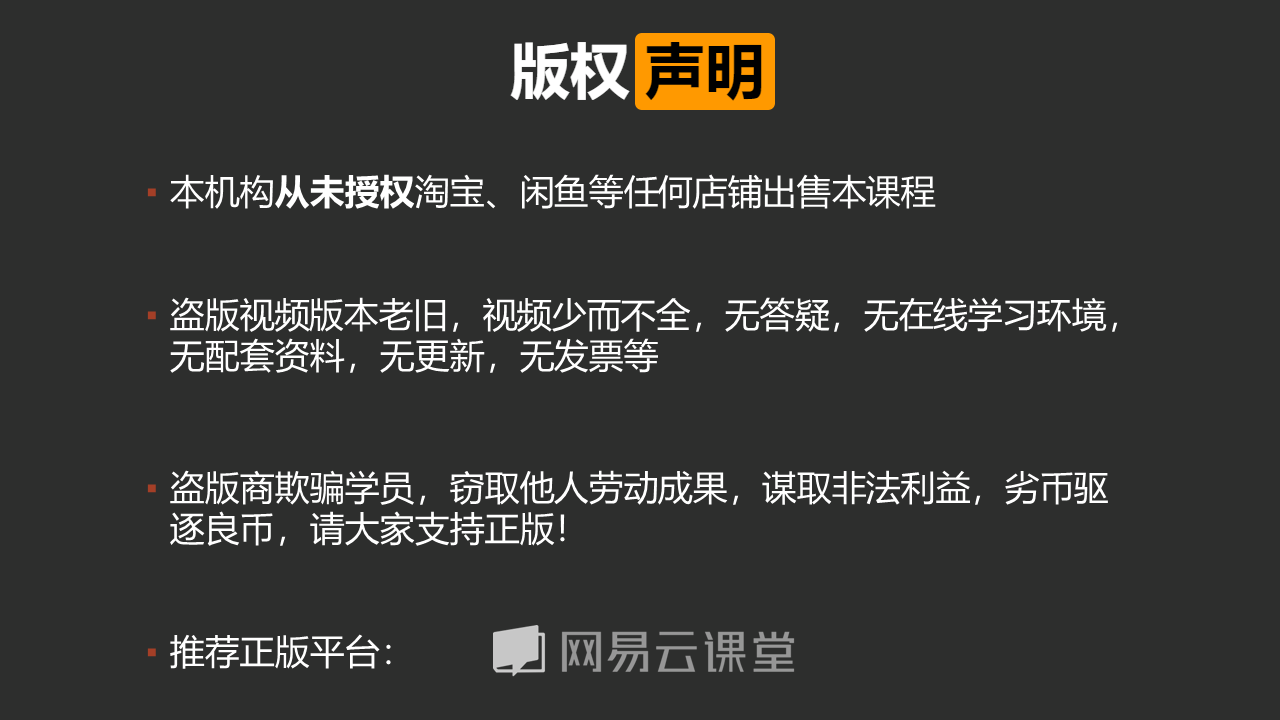 版权声明
本机构从未授权淘宝、闲鱼等任何店铺出售本课程
盗版视频版本老旧，视频少而不全，无答疑，无在线学习环境，
无配套资料，无更新，无发票等
盗版商欺骗学员，窃取他人劳动成果，谋取非法利益，劣币驱
逐良币，请大家支持正版！
推荐正版平台： 网易云课堂